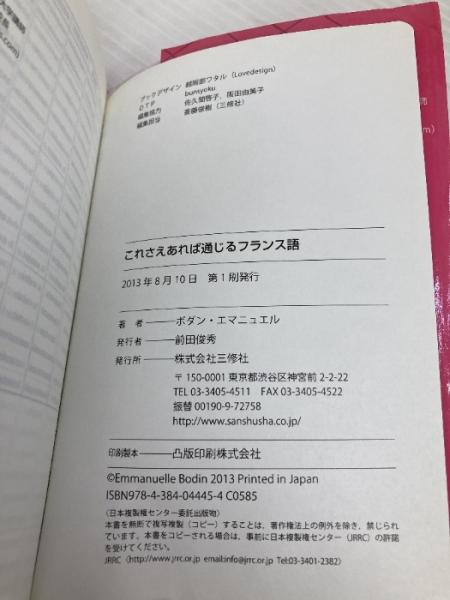 大学講師
.com)
ブックデザイン 越阪部ワタル (Lovedesign)
DTP bunsyoku
編集協力 佐久間啓子、阪田由美子
編集担当 斎藤俊樹 (三修社)
師
m)
これさえあれば通じるフランス語
2013年8月10日 第1刷発行
著者 ボダン・エマニュエル
発行者 前田俊秀
発行所 株式会社三修社
〒150-0001 東京都渋谷区神宮前 2-2-22
TEL 03-3405-4511 FAX 03-3405-4522
振替 00190-9-72758
http://www.sanshusha.co.jp/
印刷製本 凸版印刷株式会社
©Emmanuelle Bodin 2013 Printed in Japan
ISBN978-4-384-04445-4 C0585
〈日本複製権センター委託出版物〉
本書を無断で複写複製(コピー)することは、著作権法上の例外を除き、禁じられ
ています。本書をコピーされる場合は、事前に日本複製権センター(JRRC)の許諾
を受けてください。
JRRC〈http://www.jrrc.or.jp email:info@jrrc.or.jp Tel:03-3401-2382〉